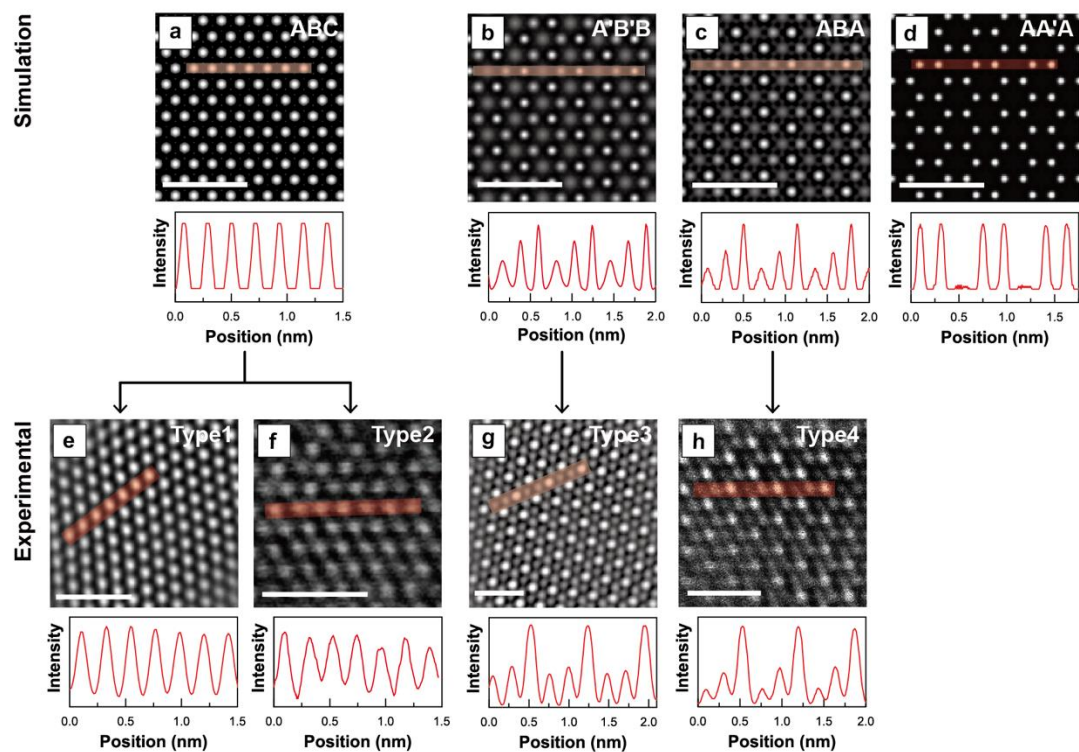 Simulation
a ABC
b A'B'B
c ABA
d AA'A
Intensity
0.0 0.5 1.0 1.5
Position (nm)
Intensity
0.0 0.5 1.0 1.5 2.0
Position (nm)
Intensity
0.0 0.5 1.0 1.5 2.0
Position (nm)
Intensity
0.0 0.5 1.0 1.5
Position (nm)
Experimental
e Type1
f Type2
g Type3
h Type4
Intensity
0.0 0.5 1.0 1.5
Position (nm)
Intensity
0.0 0.5 1.0 1.5
Position (nm)
Intensity
0.0 0.5 1.0 1.5 2.0
Position (nm)
Intensity
0.0 0.5 1.0 1.5 2.0
Position (nm)